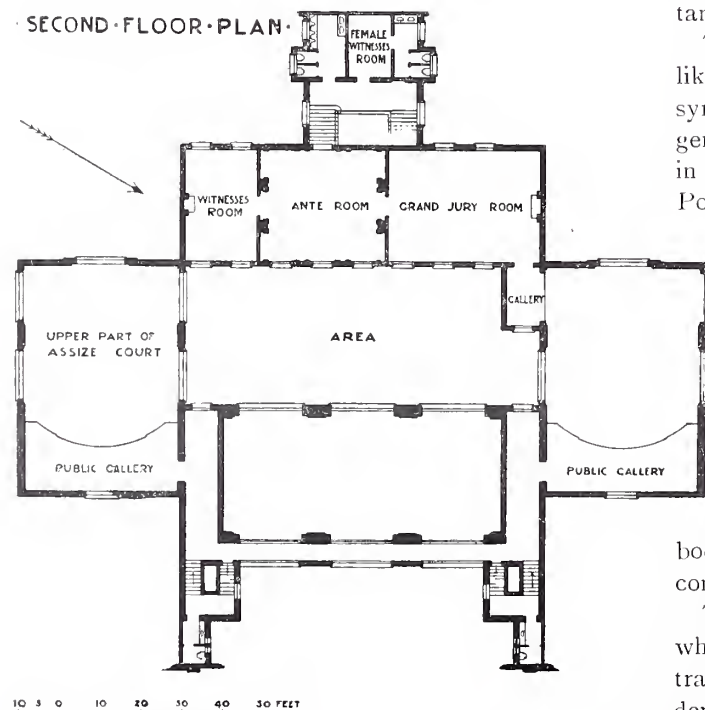 · SECOND · FLOOR · PLAN ·
FEMALE
WITNESSES
ROOM
WITNESSES
ROOM
ANTE ROOM
GRAND JURY ROOM
GALLERY
UPPER PART OF
ASSIZE COURT
AREA
PUBLIC GALLERY
PUBLIC GALLERY
10 5 0 10 20 30 40 50 FEET
tan
lik
syn
gen
in
Po
boo
con
wh
tra